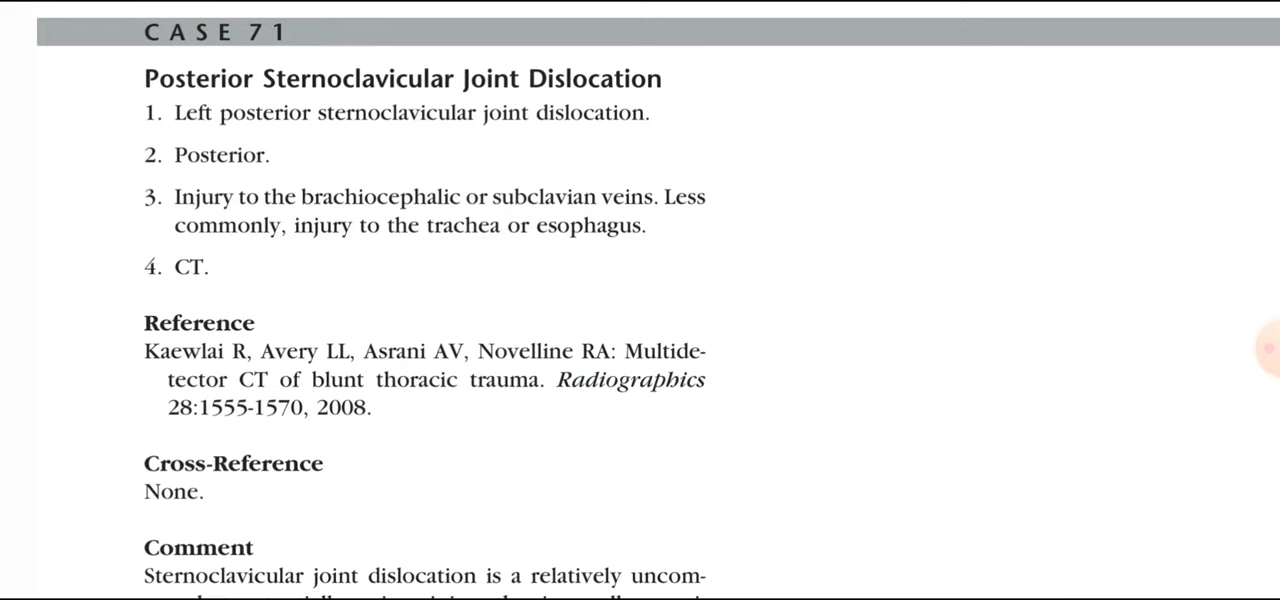 CASE 71
Posterior Sternoclavicular Joint Dislocation
1. Left posterior sternoclavicular joint dislocation.
2. Posterior.
3. Injury to the brachiocephalic or subclavian veins. Less
commonly, injury to the trachea or esophagus.
4. CT.
Reference
Kaewlai R, Avery LL, Asrani AV, Novelline RA: Multide-
tector CT of blunt thoracic trauma. Radiographics
28:1555-1570, 2008.
Cross-Reference
None.
Comment
Sternoclavicular joint dislocation is a relatively uncom-